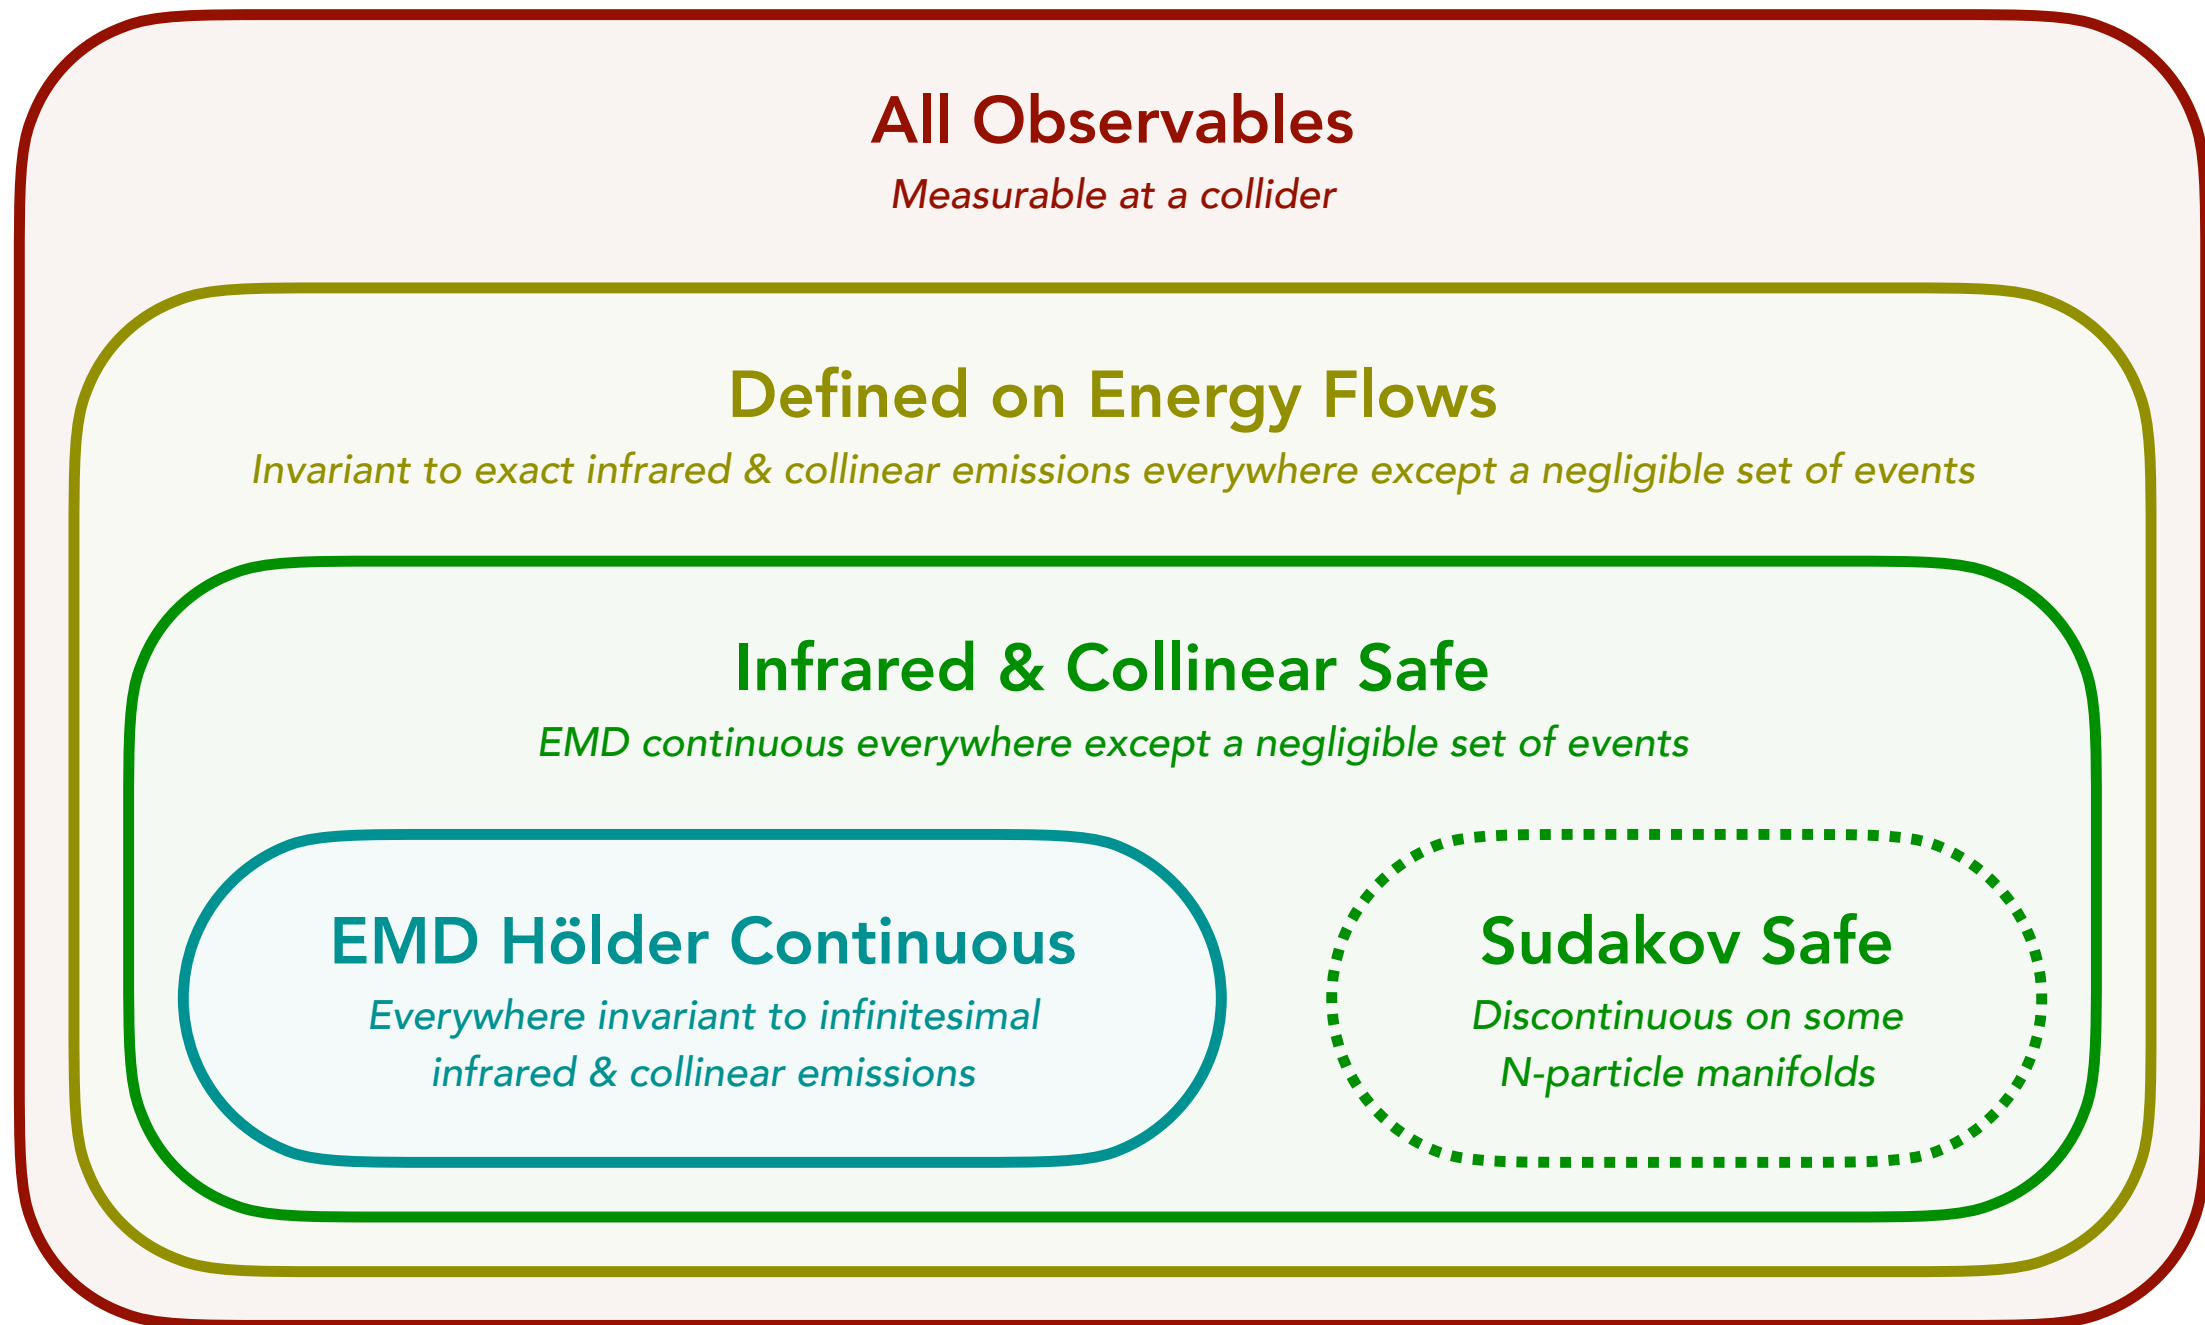 All Observables
Measurable at a collider
Defined on Energy Flows
Invariant to exact infrared & collinear emissions everywhere except a negligible set of events
Infrared & Collinear Safe
EMD continuous everywhere except a negligible set of events
EMD Hölder Continuous
Everywhere invariant to infinitesimal
infrared & collinear emissions
Sudakov Safe
Discontinuous on some
N-particle manifolds